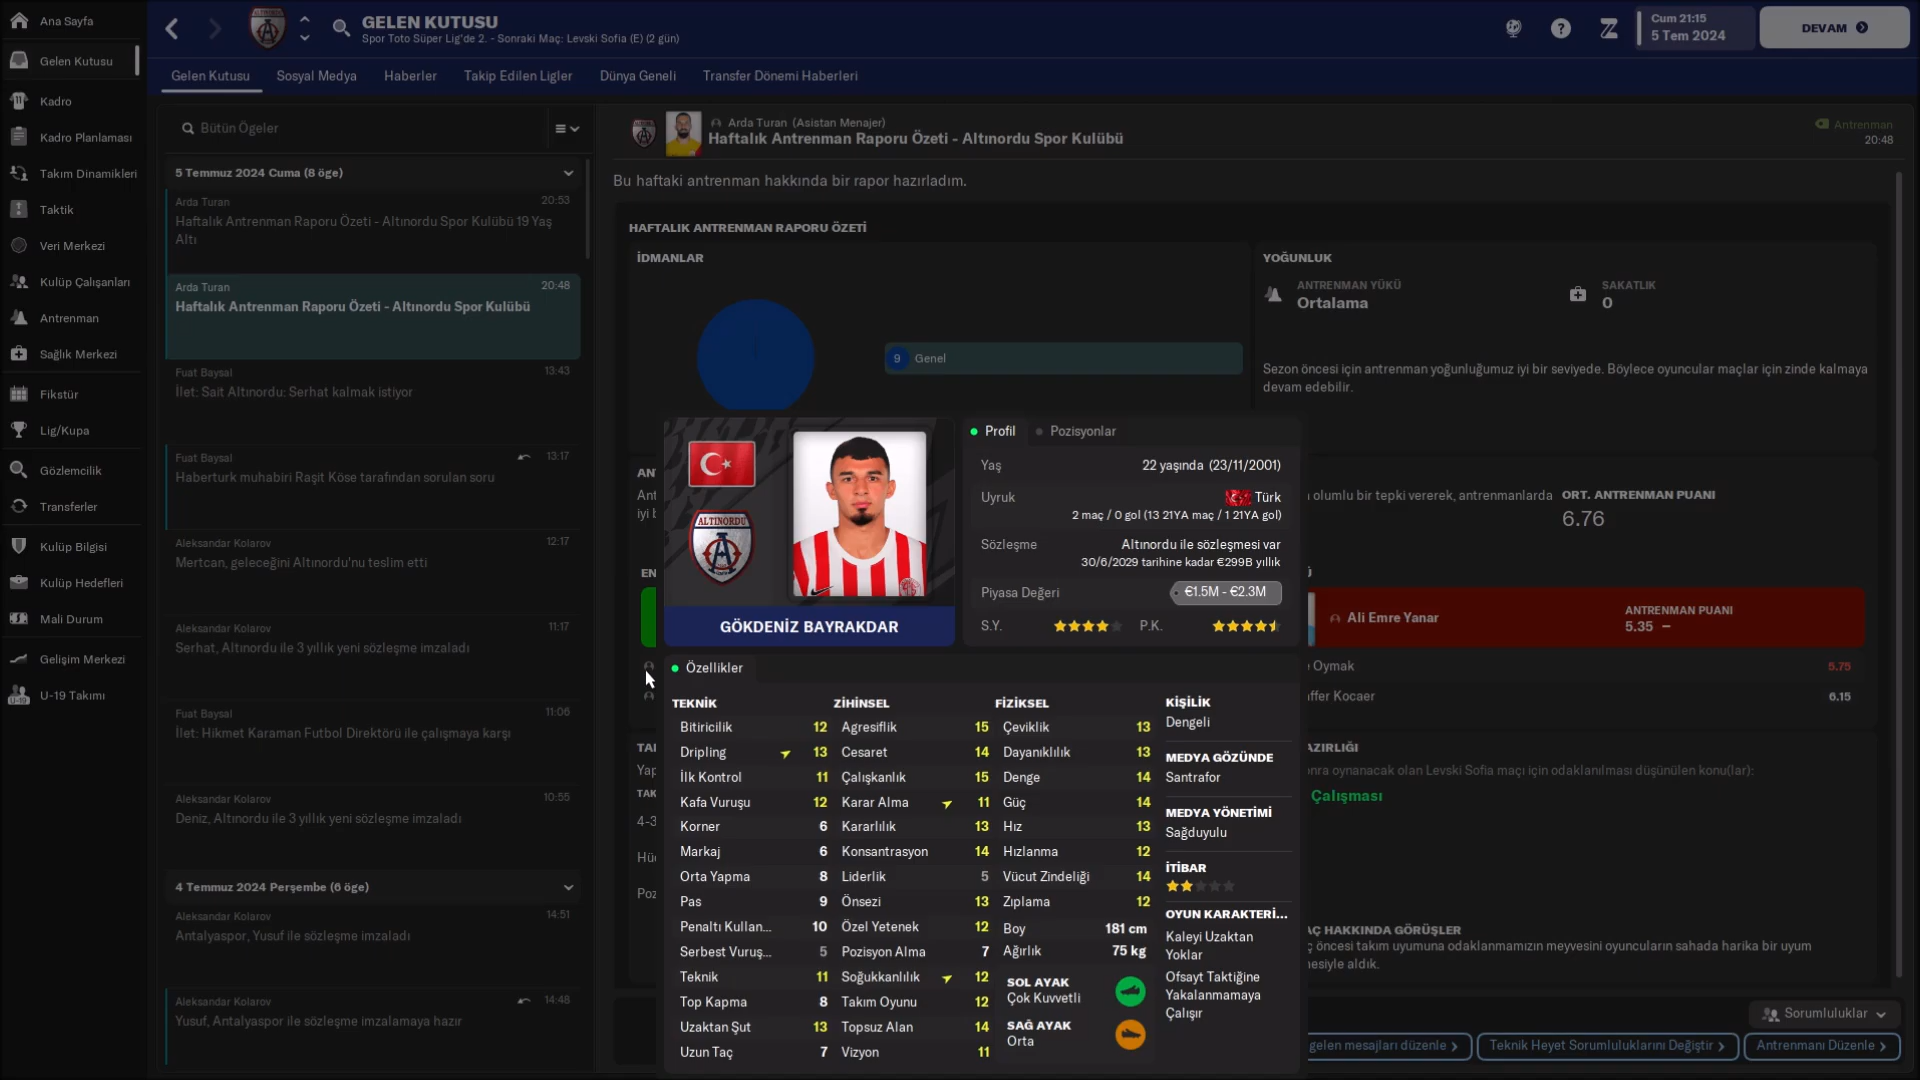 Ana Sayfa
Gelen Kutusu
Kadro
Kadro Planlaması
Takım Dinamikleri
Taktik
Veri Merkezi
Kulüp Çalışanları
Antrenman
Sağlık Merkezi
Fikstür
Lig/Kupa
Gözlemcilik
Transferler
Kulüp Bilgisi
Kulüp Hedefleri
Mali Durum
Gelişim Merkezi
U-19 Takımı
GELEN KUTUSU
Spor Toto Süper Lig'de 2. - Sonraki Maç: Levski Sofia (E) (2 gün)
Cum 21:15
5 Tem 2024
DEVAM
Gelen Kutusu
Sosyal Medya
Haberler
Takip Edilen Ligler
Dünya Geneli
Transfer Dönemi Haberleri
Bütün Ögeler
5 Temmuz 2024 Cuma (8 öge)
Arda Turan 20:53
Haftalık Antrenman Raporu Özeti - Altınordu Spor Kulübü 19 Yaş
Altı
Arda Turan 20:48
Haftalık Antrenman Raporu Özeti - Altınordu Spor Kulübü
Fuat Baysal 13:43
İlet: Sait Altınordu: Serhat kalmak istiyor
Fuat Baysal 13:17
Haberturk muhabiri Raşit Köse tarafından sorulan soru
Aleksandar Kolarov 12:17
Mertcan, geleceğini Altınordu'nu teslim etti
Aleksandar Kolarov 11:17
Serhat, Altınordu ile 3 yıllık yeni sözleşme imzaladı
Fuat Baysal 11:06
İlet: Hikmet Karaman Futbol Direktörü ile çalışmaya karşı
Aleksandar Kolarov 10:55
Deniz, Altınordu ile 3 yıllık yeni sözleşme imzaladı
4 Temmuz 2024 Perşembe (6 öge)
Aleksandar Kolarov 14:51
Antalyaspor, Yusuf ile sözleşme imzaladı
Aleksandar Kolarov 14:48
Yusuf, Antalyaspor ile sözleşme imzalamaya hazır
Arda Turan (Asistan Menajer)
Haftalık Antrenman Raporu Özeti - Altınordu Spor Kulübü
Antrenman
20:48
Bu haftaki antrenman hakkında bir rapor hazırladım.
HAFTALIK ANTRENMAN RAPORU ÖZETİ
İDMANLAR
9 Genel
YOĞUNLUK
ANTRENMAN YÜKÜ
Ortalama
SAKATLIK
0
Sezon öncesi için antrenman yoğunluğumuz iyi bir seviyede. Böylece oyuncular maçlar için zinde kalmaya
devam edebilir.
AN
Ant
iyi b
EN
TAI
Yap
TAK
4-3
Hüc
Poz
olumlu bir tepki vererek, antrenmanlarda
ORT. ANTRENMAN PUANI
6.76
Ali Emre Yanar
ANTRENMAN PUANI
5.35 –
Oymak 5.75
ffer Kocaer 6.15
AZIRLIĞI
onra oynanacak olan Levski Sofia maçı için odaklanılması düşünülen konu(lar):
Çalışması
AÇ HAKKINDA GÖRÜŞLER
ç öncesi takım uyumuna odaklanmamızın meyvesini oyuncuların sahada harika bir uyum
nesiyle aldık.
Sorumluluklar
gelen mesajları düzenle
Teknik Heyet Sorumluluklarını Değiştir
Antrenmanı Düzenle
ALTINORDU
GÖKDENİZ BAYRAKDAR
Profil
Pozisyonlar
Yaş 22 yaşında (23/11/2001)
Uyruk Türk
2 maç / 0 gol (13 21YA maç / 1 21YA gol)
Sözleşme Altınordu ile sözleşmesi var
30/6/2029 tarihine kadar €299B yıllık
Piyasa Değeri €1.5M - €2.3M
S.Y. P.K.
Özellikler
TEKNİK
Bitiricilik 12
Dripling 13
İlk Kontrol 11
Kafa Vuruşu 12
Korner 6
Markaj 6
Orta Yapma 8
Pas 9
Penaltı Kullan... 10
Serbest Vuruş... 5
Teknik 11
Top Kapma 8
Uzaktan Şut 13
Uzun Taç 7
ZİHİNSEL
Agresiflik 15
Cesaret 14
Çalışkanlık 15
Karar Alma 11
Kararlılık 13
Konsantrasyon 14
Liderlik 5
Önsezi 13
Özel Yetenek 12
Pozisyon Alma 7
Soğukkanlılık 12
Takım Oyunu 12
Topsuz Alan 14
Vizyon 11
FİZİKSEL
Çeviklik 13
Dayanıklılık 13
Denge 14
Güç 14
Hız 13
Hızlanma 12
Vücut Zindeliği 14
Zıplama 12
Boy 181 cm
Ağırlık 75 kg
SOL AYAK
Çok Kuvvetli
SAĞ AYAK
Orta
KİŞİLİK
Dengeli
MEDYA GÖZÜNDE
Santrafor
MEDYA YÖNETİMİ
Sağduyulu
İTİBAR
OYUN KARAKTERİ...
Kaleyi Uzaktan
Yoklar
Ofsayt Taktiğine
Yakalanmamaya
Çalışır